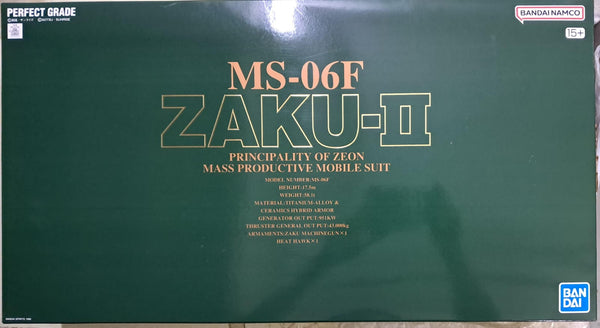 PERFECT GRADE
BANDAI NAMCO
15+
MS-06F
ZAKU-II
PRINCIPALITY OF ZEON
MASS PRODUCTIVE MOBILE SUIT
MODEL NUMBER:MS-06F
HEIGHT:17.5m
WEIGHT:58.1t
MATERIAL:TITANIUM-ALLOY &
CERAMICS HYBRID ARMOR
GENERATOR OUT PUT:951KW
THRUSTER GENERAL OUT PUT:43.000kg
ARMAMENTS:ZAKU MACHINEGUN×1
HEAT HAWK×1
BAN
DAI